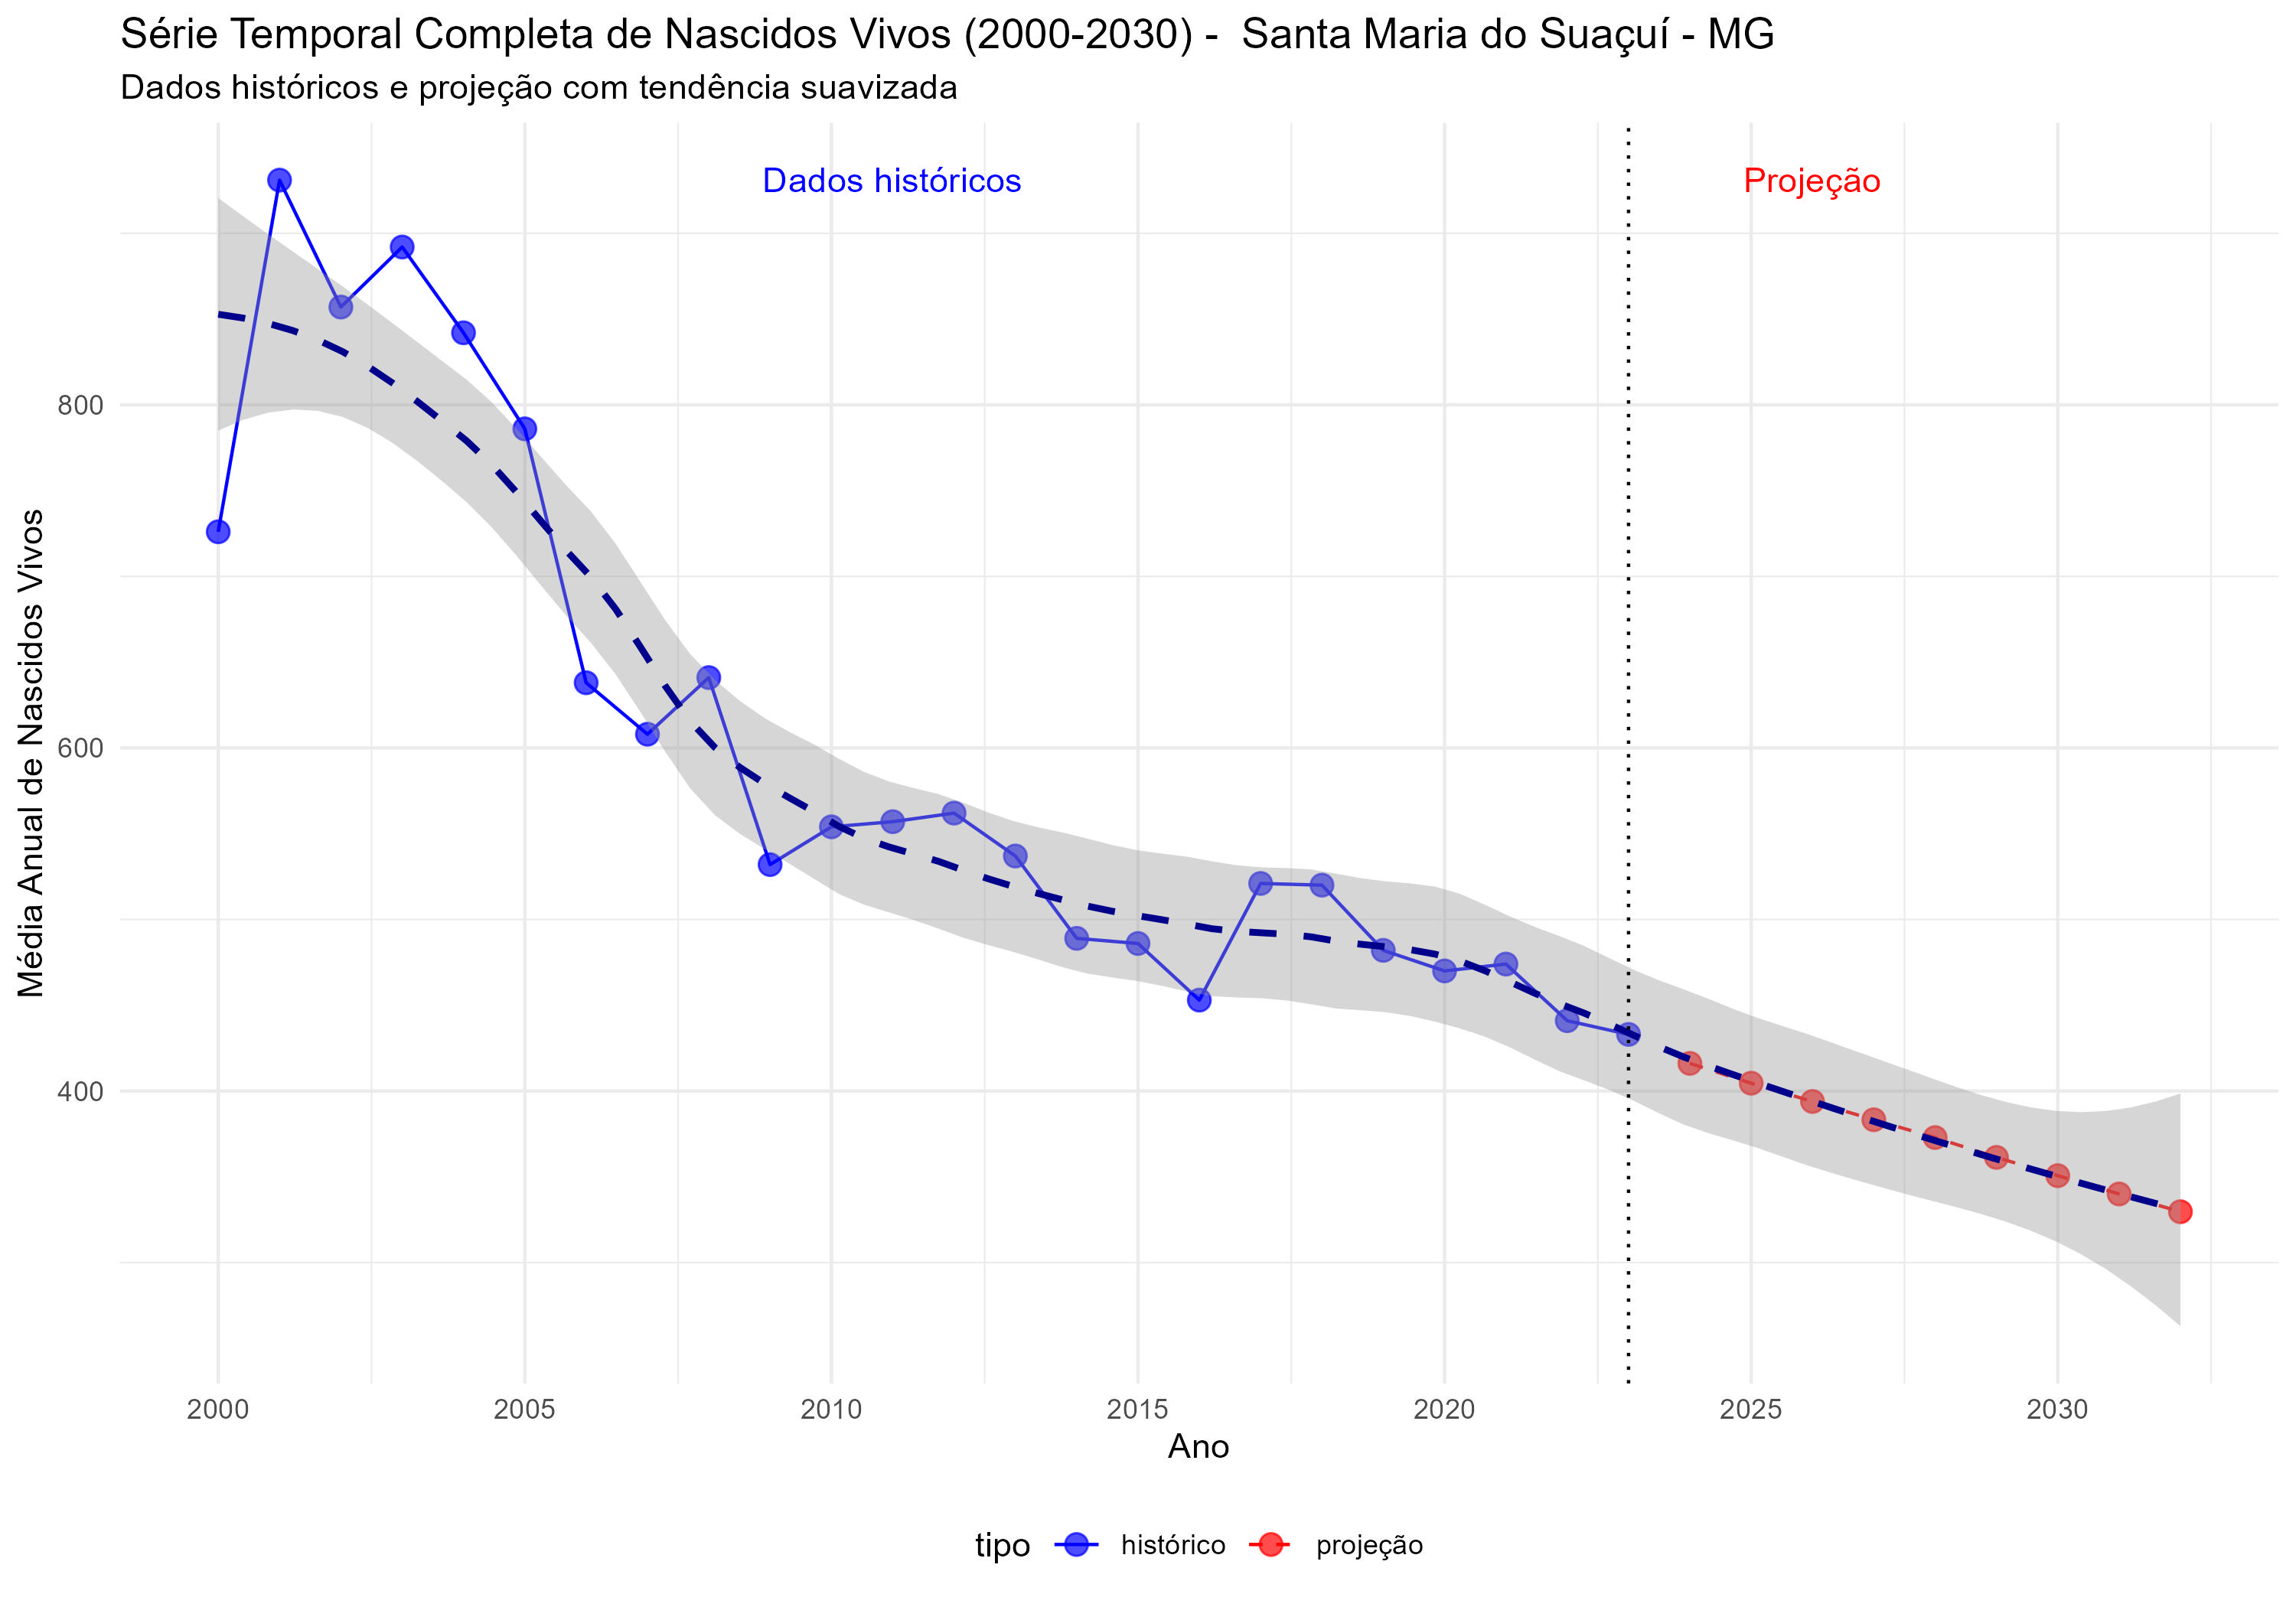 Série Temporal Completa de Nascidos Vivos (2000-2030) -  Santa Maria do Suaçuí - MG
Dados históricos e projeção com tendência suavizada
Dados históricos
Projeção
Média Anual de Nascidos Vivos
800
600
400
2000
2005
2010
2015
2020
2025
2030
Ano
tipo
histórico
projeção